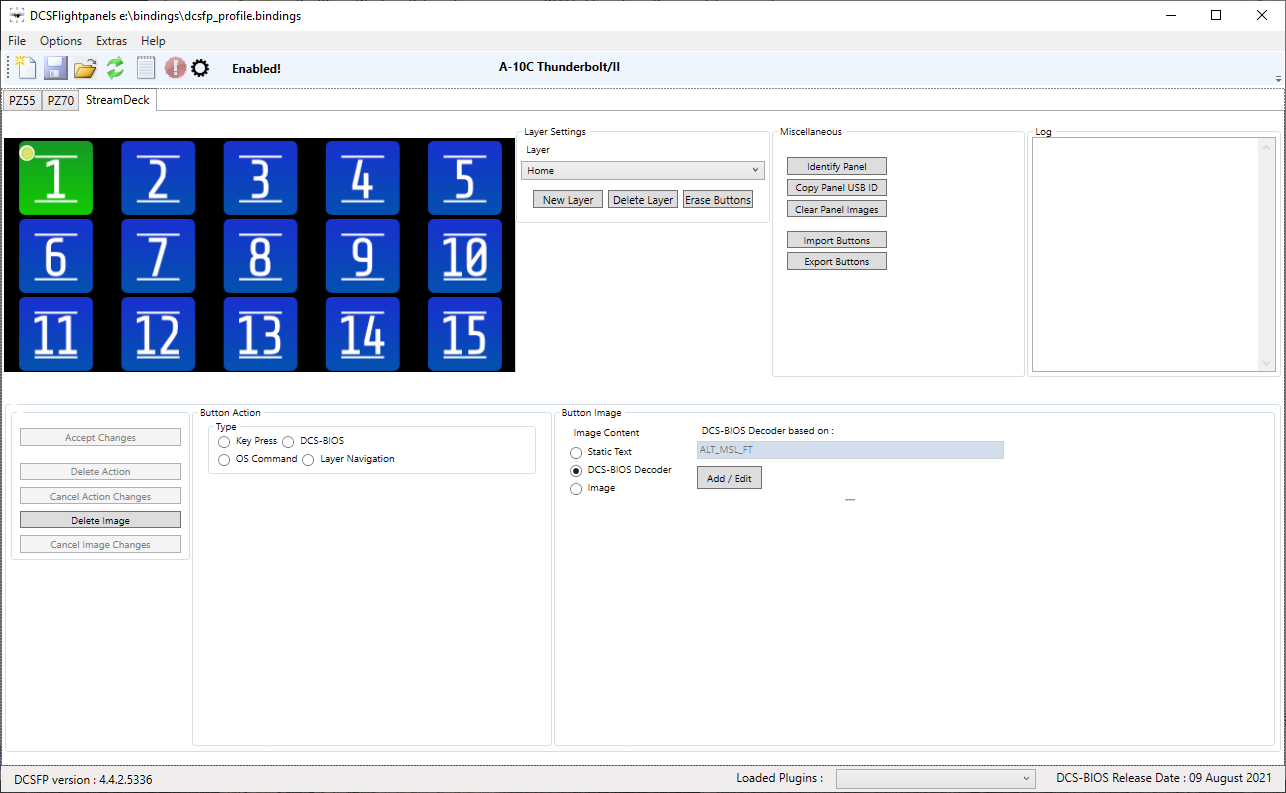 DCSFlightpanels e:\bindings\dcsfp_profile.bindings
File Options Extras Help
Enabled! A-10C Thunderbolt/II
PZ55 PZ70 StreamDeck
1 2 3 4 5
6 7 8 9 10
11 12 13 14 15
Layer Settings
Layer
Home
New Layer Delete Layer Erase Buttons
Miscellaneous
Identify Panel
Copy Panel USB ID
Clear Panel Images
Import Buttons
Export Buttons
Log
Accept Changes
Delete Action
Cancel Action Changes
Delete Image
Cancel Image Changes
Button Action
Type
Key Press DCS-BIOS
OS Command Layer Navigation
Button Image
Image Content
Static Text
DCS-BIOS Decoder
Image
DCS-BIOS Decoder based on :
ALT_MSL_FT
Add / Edit
DCSFP version : 4.4.2.5336 Loaded Plugins : DCS-BIOS Release Date : 09 August 2021